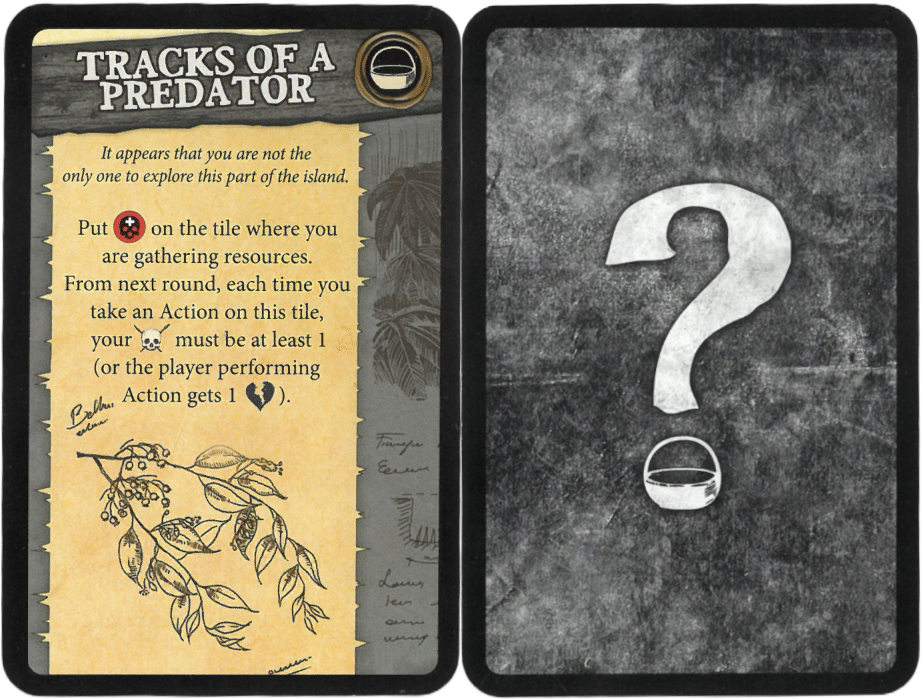 TRACKS OF A
PREDATOR
It appears that you are not the
only one to explore this part of the island.
Put on the tile where you
are gathering resources.
From next round, each time you
take an Action on this tile,
your must be at least 1
(or the player performing
Action gets 1 ).
?